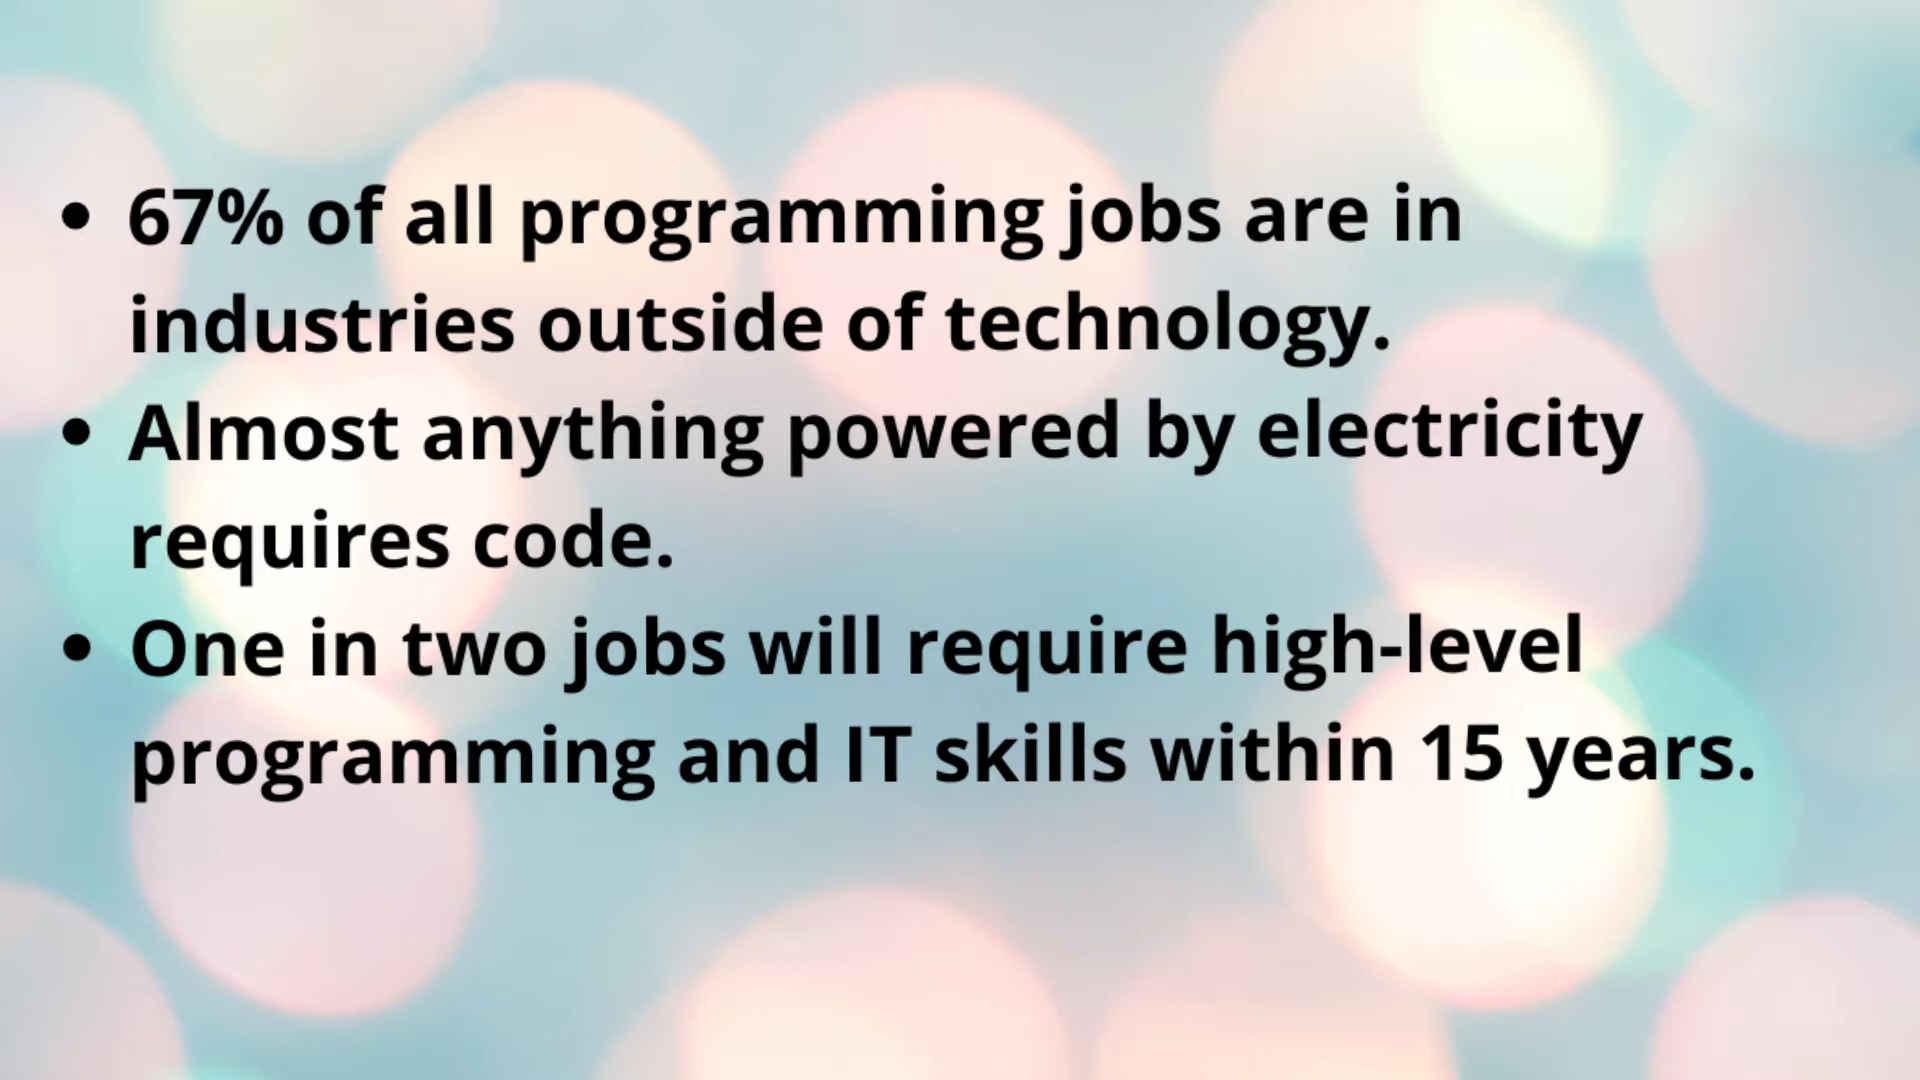 • 67% of all programming jobs are in
industries outside of technology.
• Almost anything powered by electricity
requires code.
• One in two jobs will require high-level
programming and IT skills within 15 years.